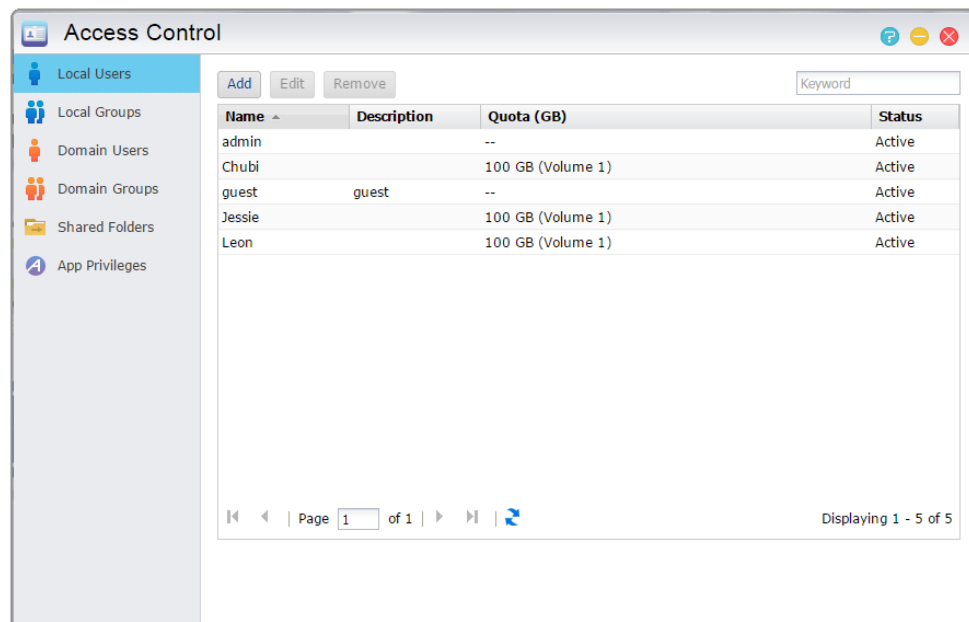 Access Control
Local Users
Local Groups
Domain Users
Domain Groups
Shared Folders
App Privileges
Add Edit Remove Keyword
Name Description Quota (GB) Status
admin -- Active
Chubi 100 GB (Volume 1) Active
guest guest -- Active
Jessie 100 GB (Volume 1) Active
Leon 100 GB (Volume 1) Active
Page 1 of 1 Displaying 1 - 5 of 5